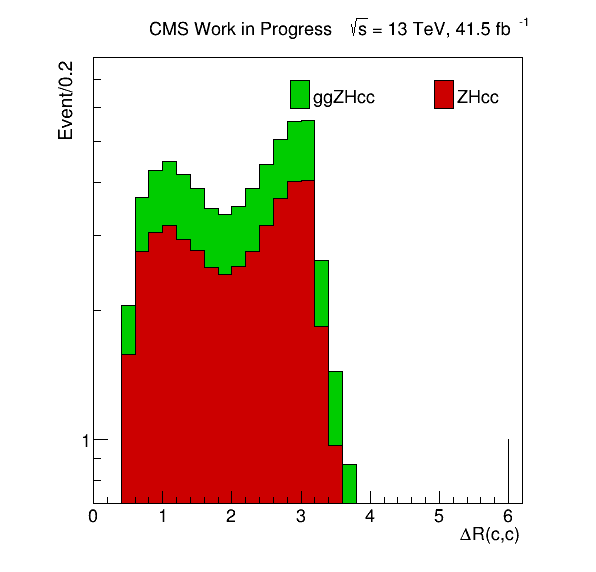 CMS Work in Progress √s = 13 TeV, 41.5 fb⁻¹
Event/0.2
ggZHcc ZHcc
1
0 1 2 3 4 5 6
ΔR(c,c)